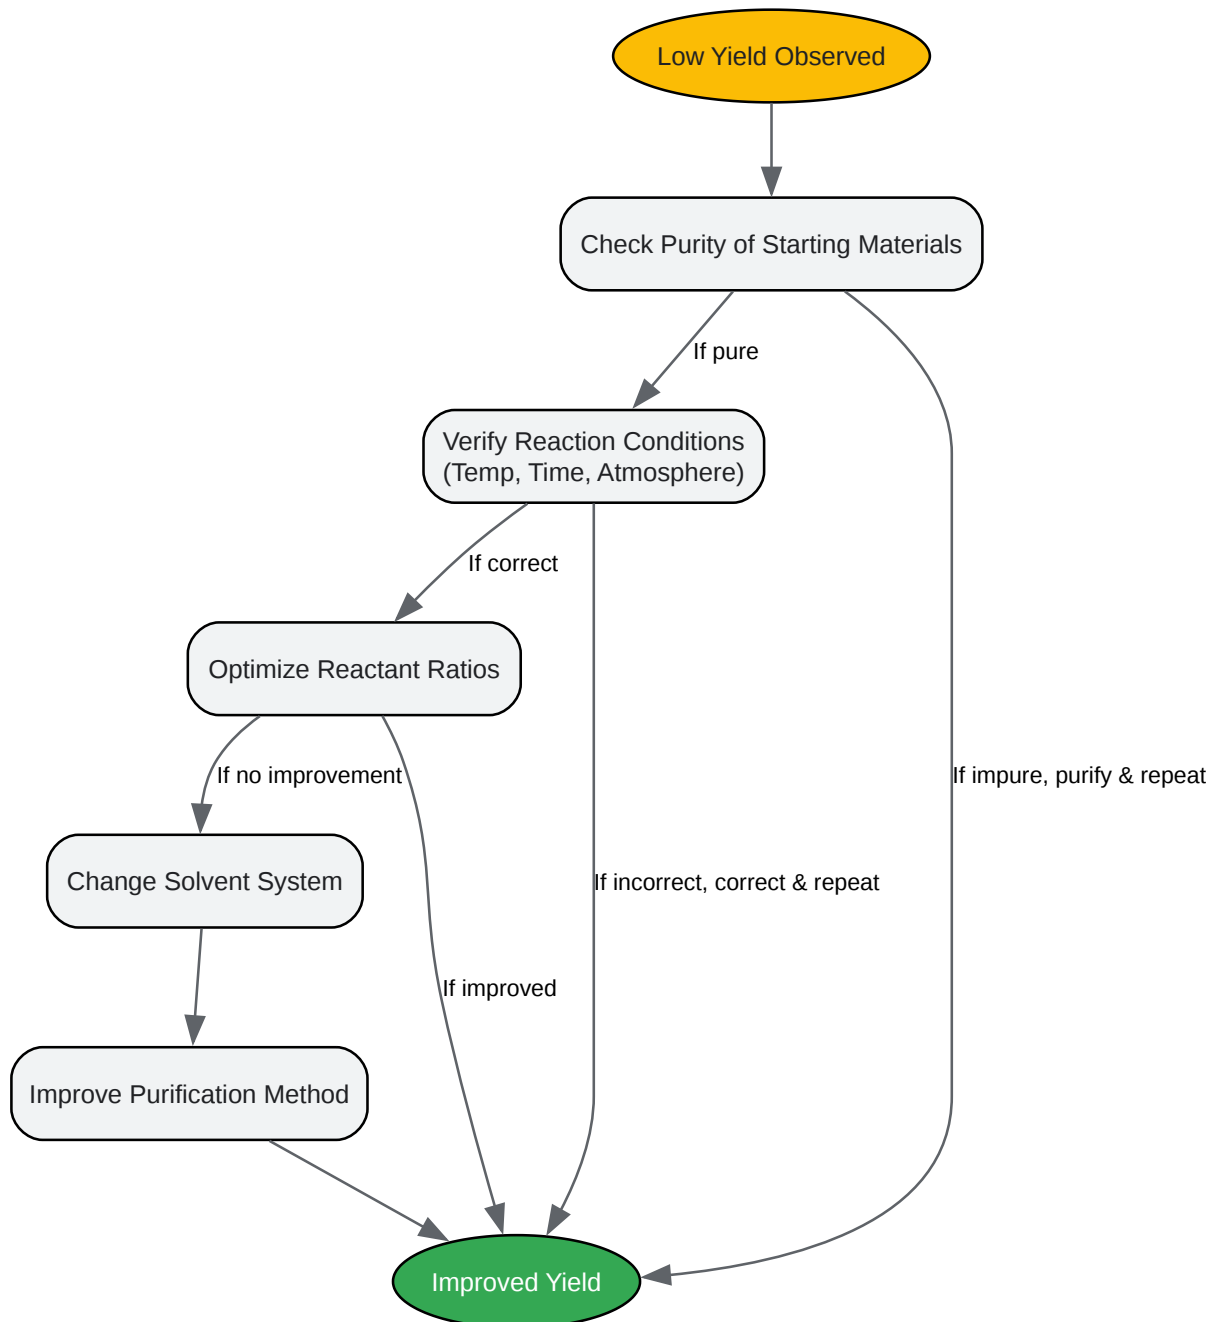 Low Yield Observed
Check Purity of Starting Materials
If pure
Verify Reaction Conditions
(Temp, Time, Atmosphere)
If correct
Optimize Reactant Ratios
If no improvement
If impure, purify & repeat
Change Solvent System
If incorrect, correct & repeat
If improved
Improve Purification Method
Improved Yield